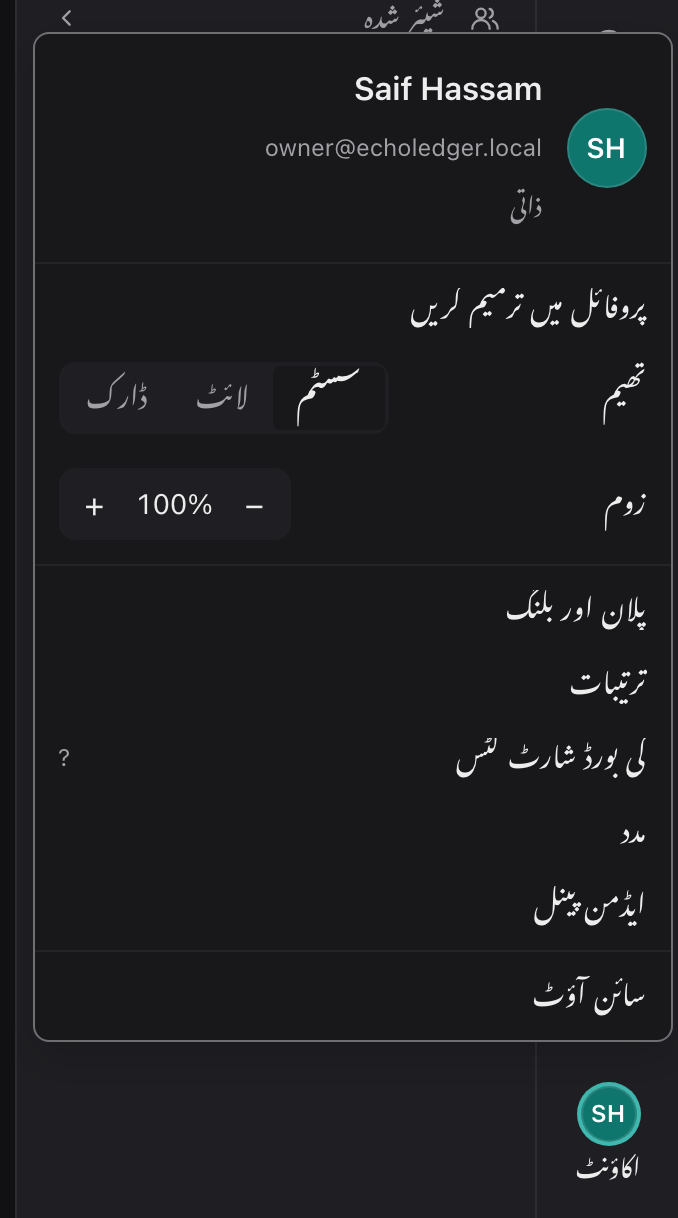 شیئر شدہ
Saif Hassam
SH
owner@echoledger.local
ذاتی
پروفائل میں ترمیم کریں
تھیم
سسٹم
لائٹ
ڈارک
زوم
− 100% +
پلان اور بلنگ
ترتیبات
کی بورڈ شارٹ کٹس
?
مدد
ایڈمن پینل
سائن آؤٹ
SH
اکاؤنٹ